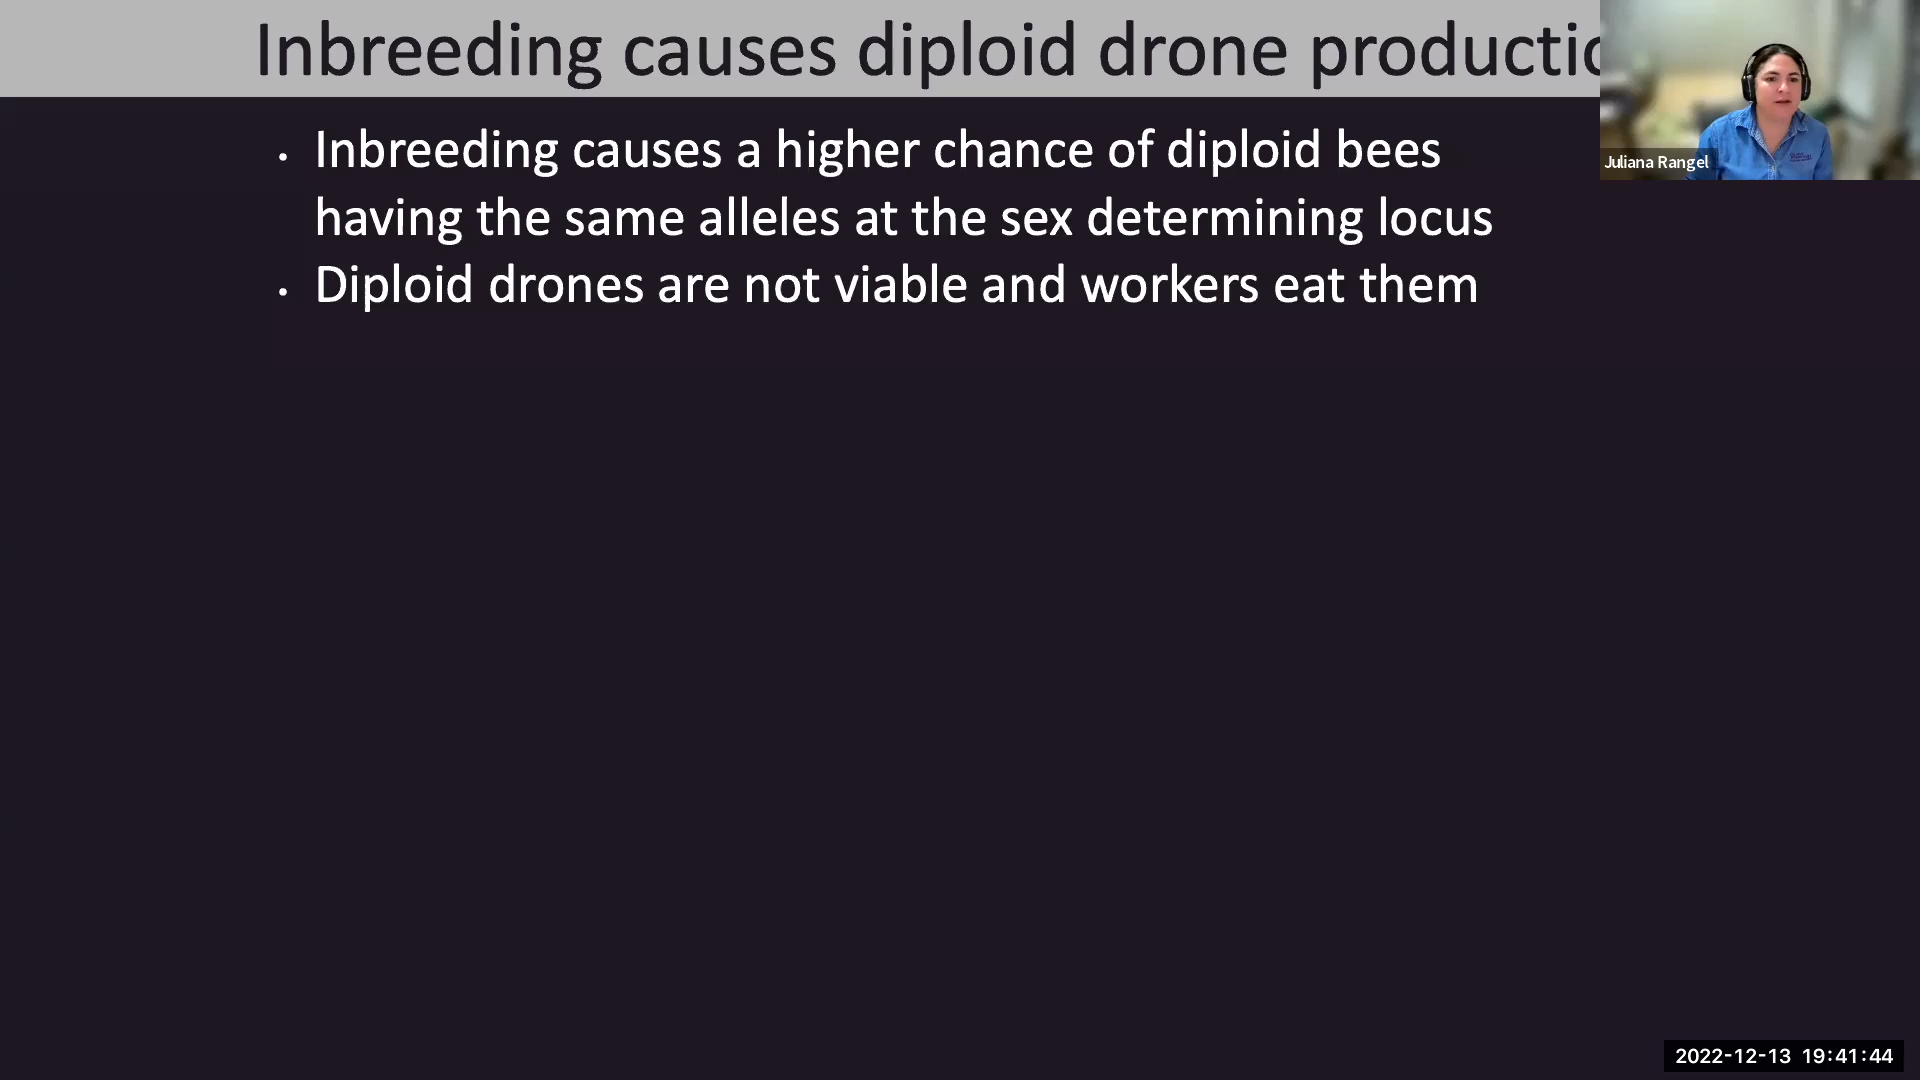 Inbreeding causes diploid drone
Juliana Rangel
• Inbreeding causes a higher chance of diploid bees
having the same alleles at the sex determining locus
• Diploid drones are not viable and workers eat them
2022-12-13 19:41:44